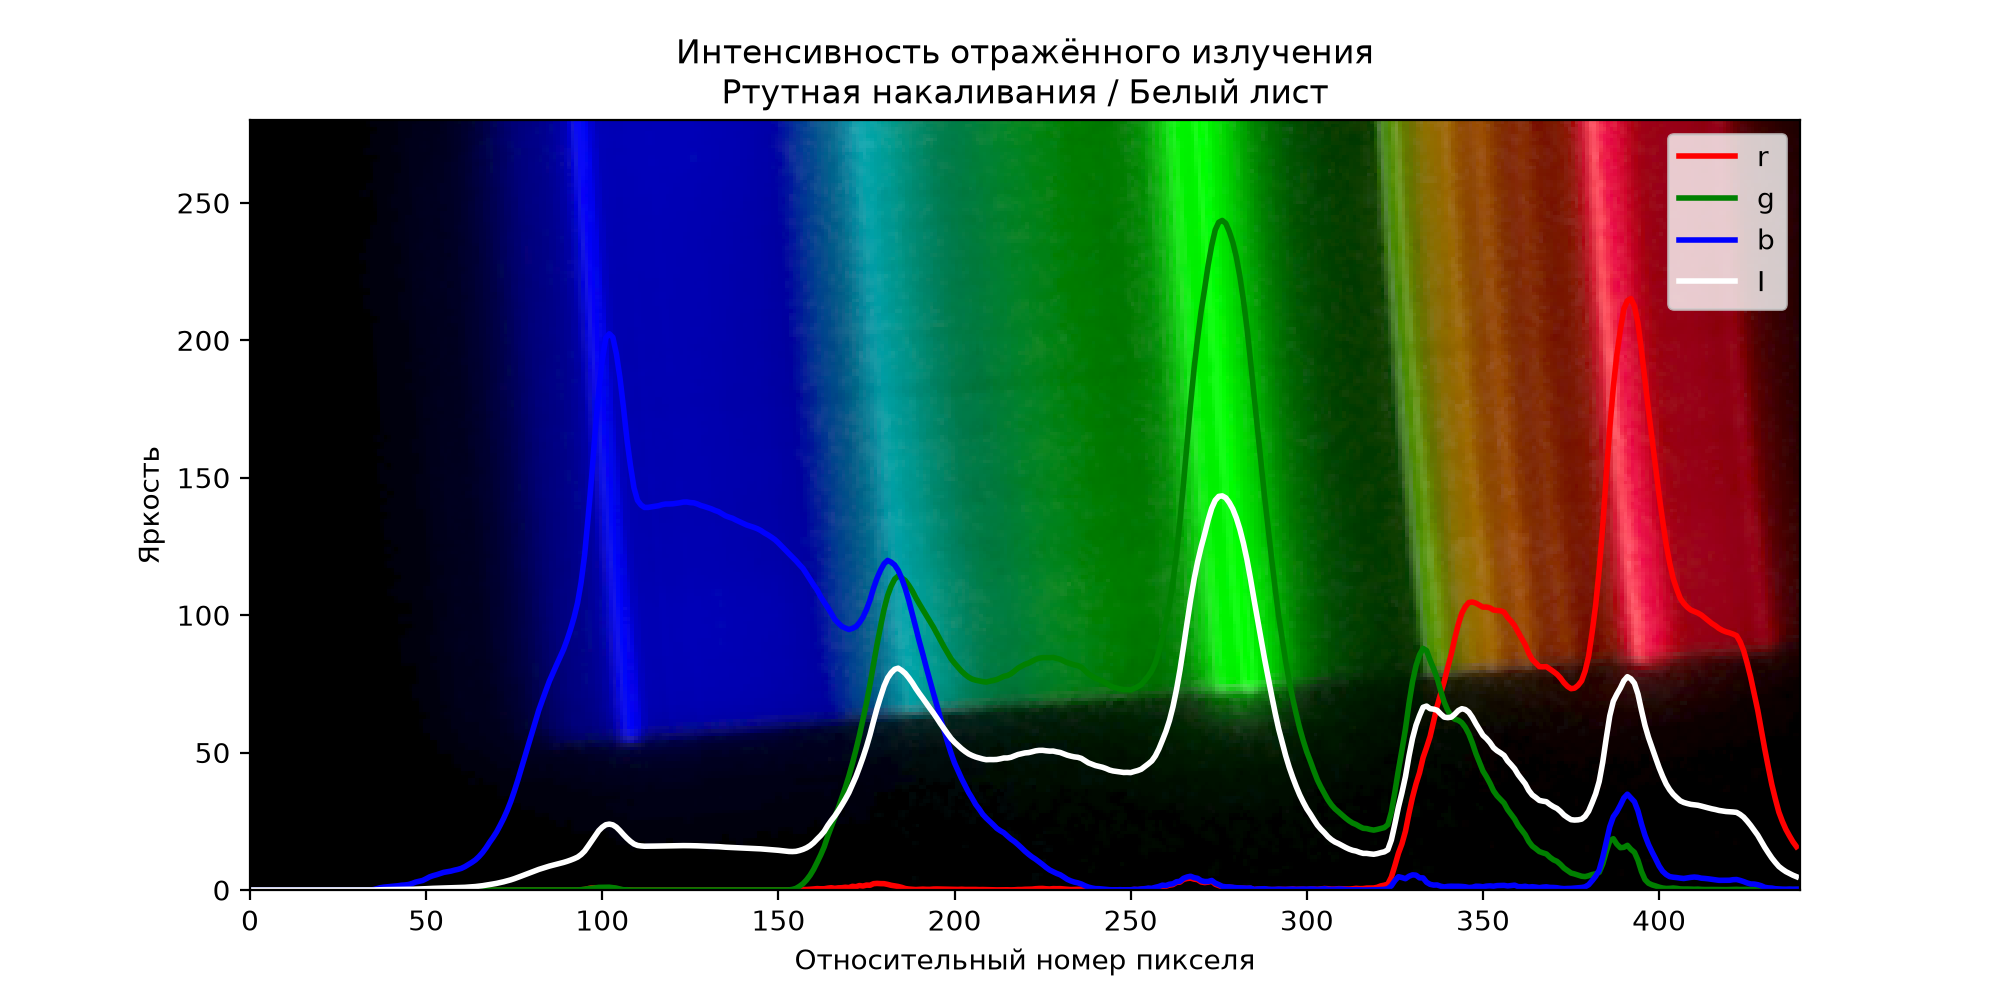 Интенсивность отражённого излучения
Ртутная накаливания / Белый лист
r
g
b
l
250
200
150
100
50
0
Яркость
0 50 100 150 200 250 300 350 400
Относительный номер пикселя